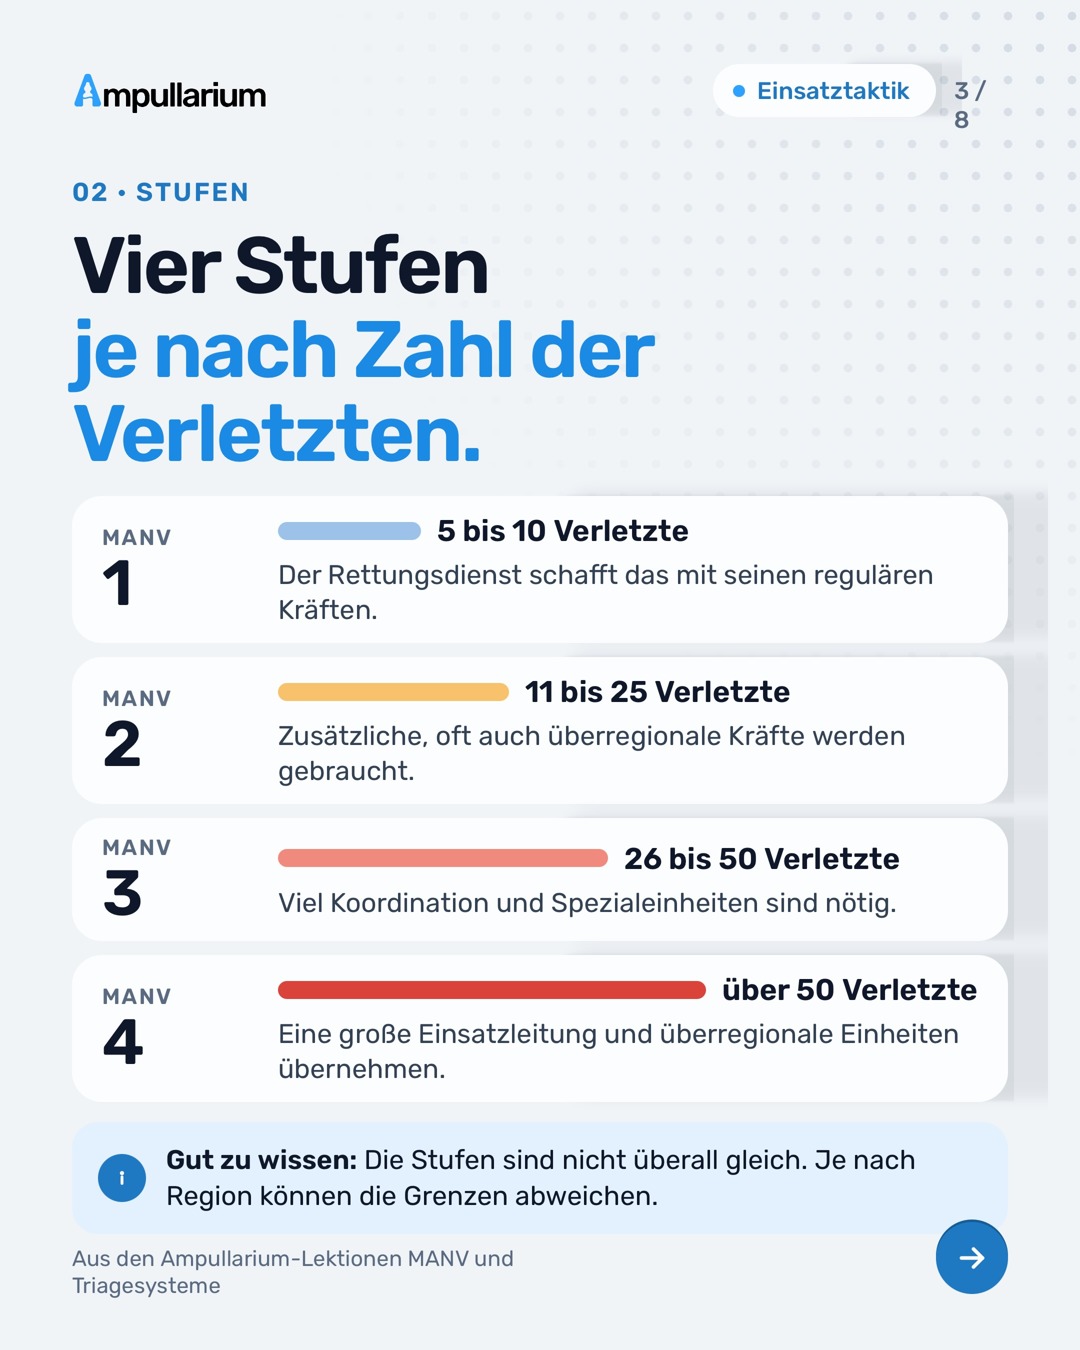 Ampullarium
Einsatztaktik
3 /
8
02 • STUFEN
Vier Stufen
je nach Zahl der
Verletzten.
MANV
1
5 bis 10 Verletzte
Der Rettungsdienst schafft das mit seinen regulären
Kräften.
MANV
2
11 bis 25 Verletzte
Zusätzliche, oft auch überregionale Kräfte werden
gebraucht.
MANV
3
26 bis 50 Verletzte
Viel Koordination und Spezialeinheiten sind nötig.
MANV
4
über 50 Verletzte
Eine große Einsatzleitung und überregionale Einheiten
übernehmen.
i
Gut zu wissen: Die Stufen sind nicht überall gleich. Je nach
Region können die Grenzen abweichen.
Aus den Ampullarium-Lektionen MANV und
Triagesysteme